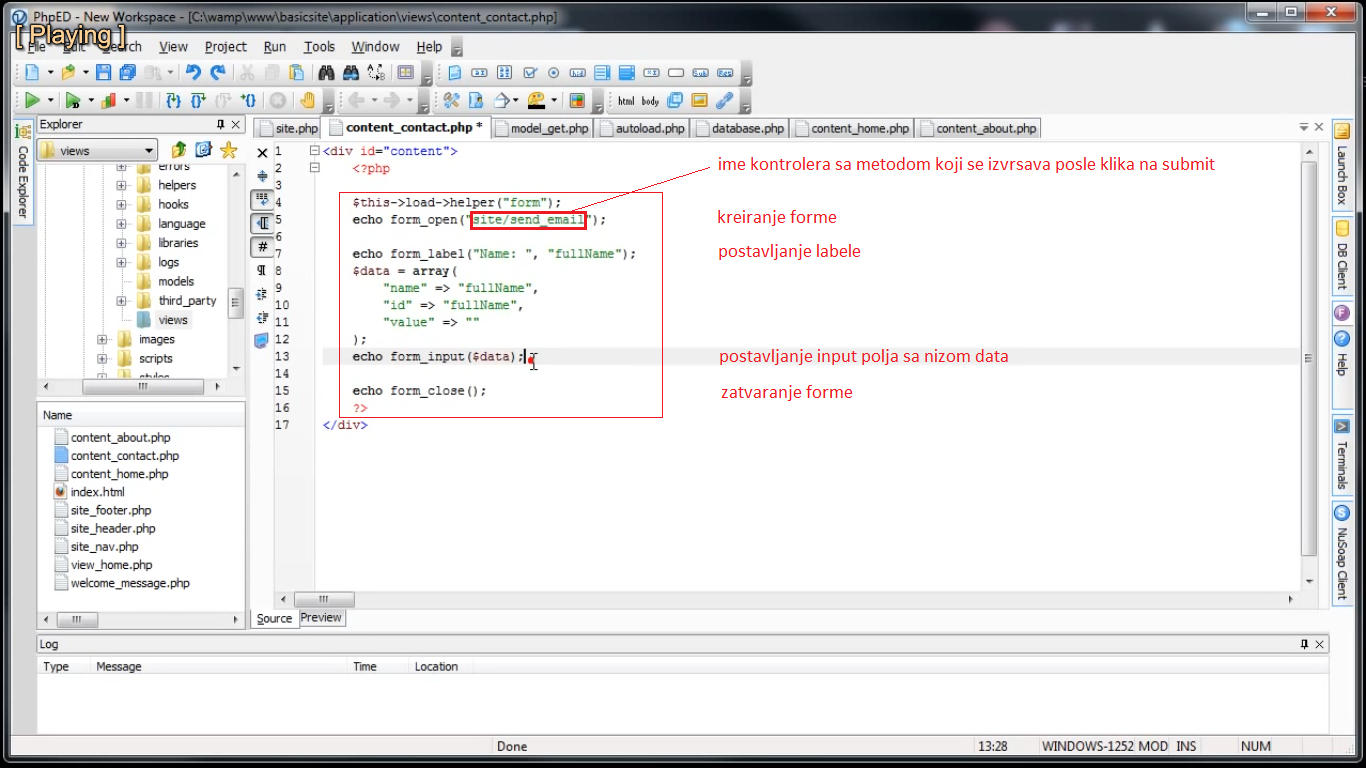 PhpED - New Workspace - [C:\wamp\www\basicsite\application\views\content_contact.php]
[ Playing ]
File Edit Search View Project Run Tools Window Help
html body
Explorer
site.php content_contact.php * model_get.php autoload.php database.php content_home.php content_about.php
views
Code Explorer
errors
helpers
hooks
language
libraries
logs
models
third_party
views
images
scripts
styles
1 <div id="content">
2 <?php
3
4 $this->load->helper("form");
5 echo form_open("site/send_email");
6
7 echo form_label("Name: ", "fullName");
8 $data = array(
9 "name" => "fullName",
10 "id" => "fullName",
11 "value" => ""
12 );
13 echo form_input($data);
14
15 echo form_close();
16 ?>
17 </div>
ime kontrolera sa metodom koji se izvrsava posle klika na submit
kreiranje forme
postavljanje labele
postavljanje input polja sa nizom data
zatvaranje forme
Launch Box
DB Client
Help
Terminals
NuSoap Client
Name
content_about.php
content_contact.php
content_home.php
index.html
site_footer.php
site_header.php
site_nav.php
view_home.php
welcome_message.php
Source Preview
Log
Type Message Time Location
Done 13:28 WINDOWS-1252 MOD INS NUM